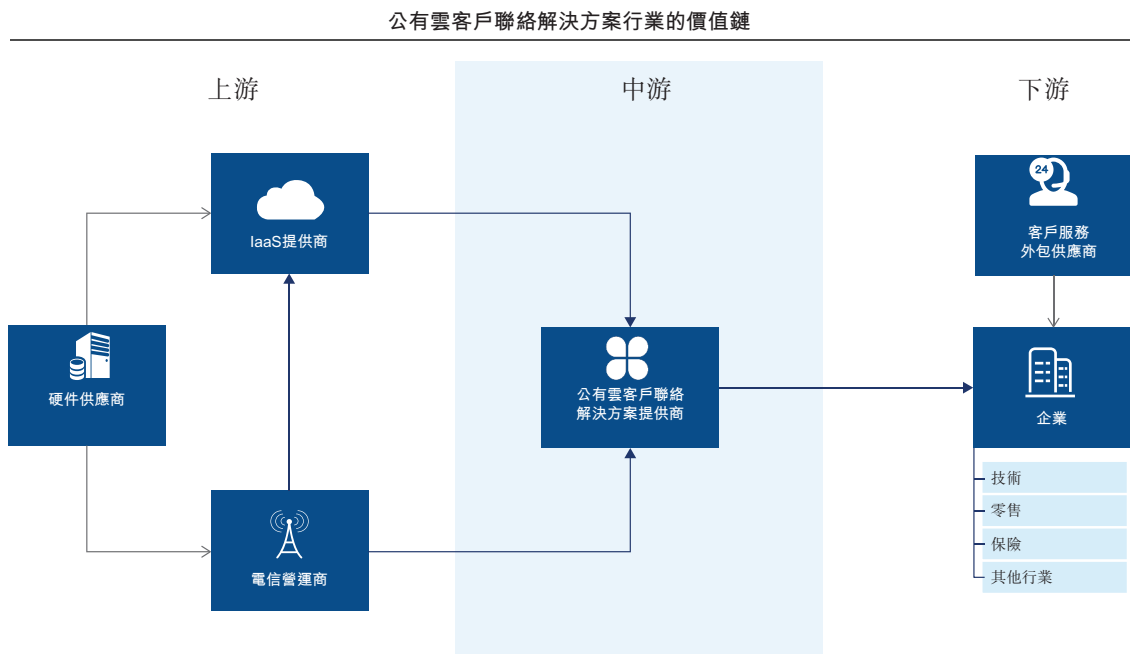 公有雲客戶聯絡解決方案行業的價值鏈
上游
中游
下游
IaaS提供商
24
客戶服務
外包供應商
硬件供應商
公有雲客戶聯絡
解決方案提供商
企業
電信營運商
技術
零售
保險
其他行業